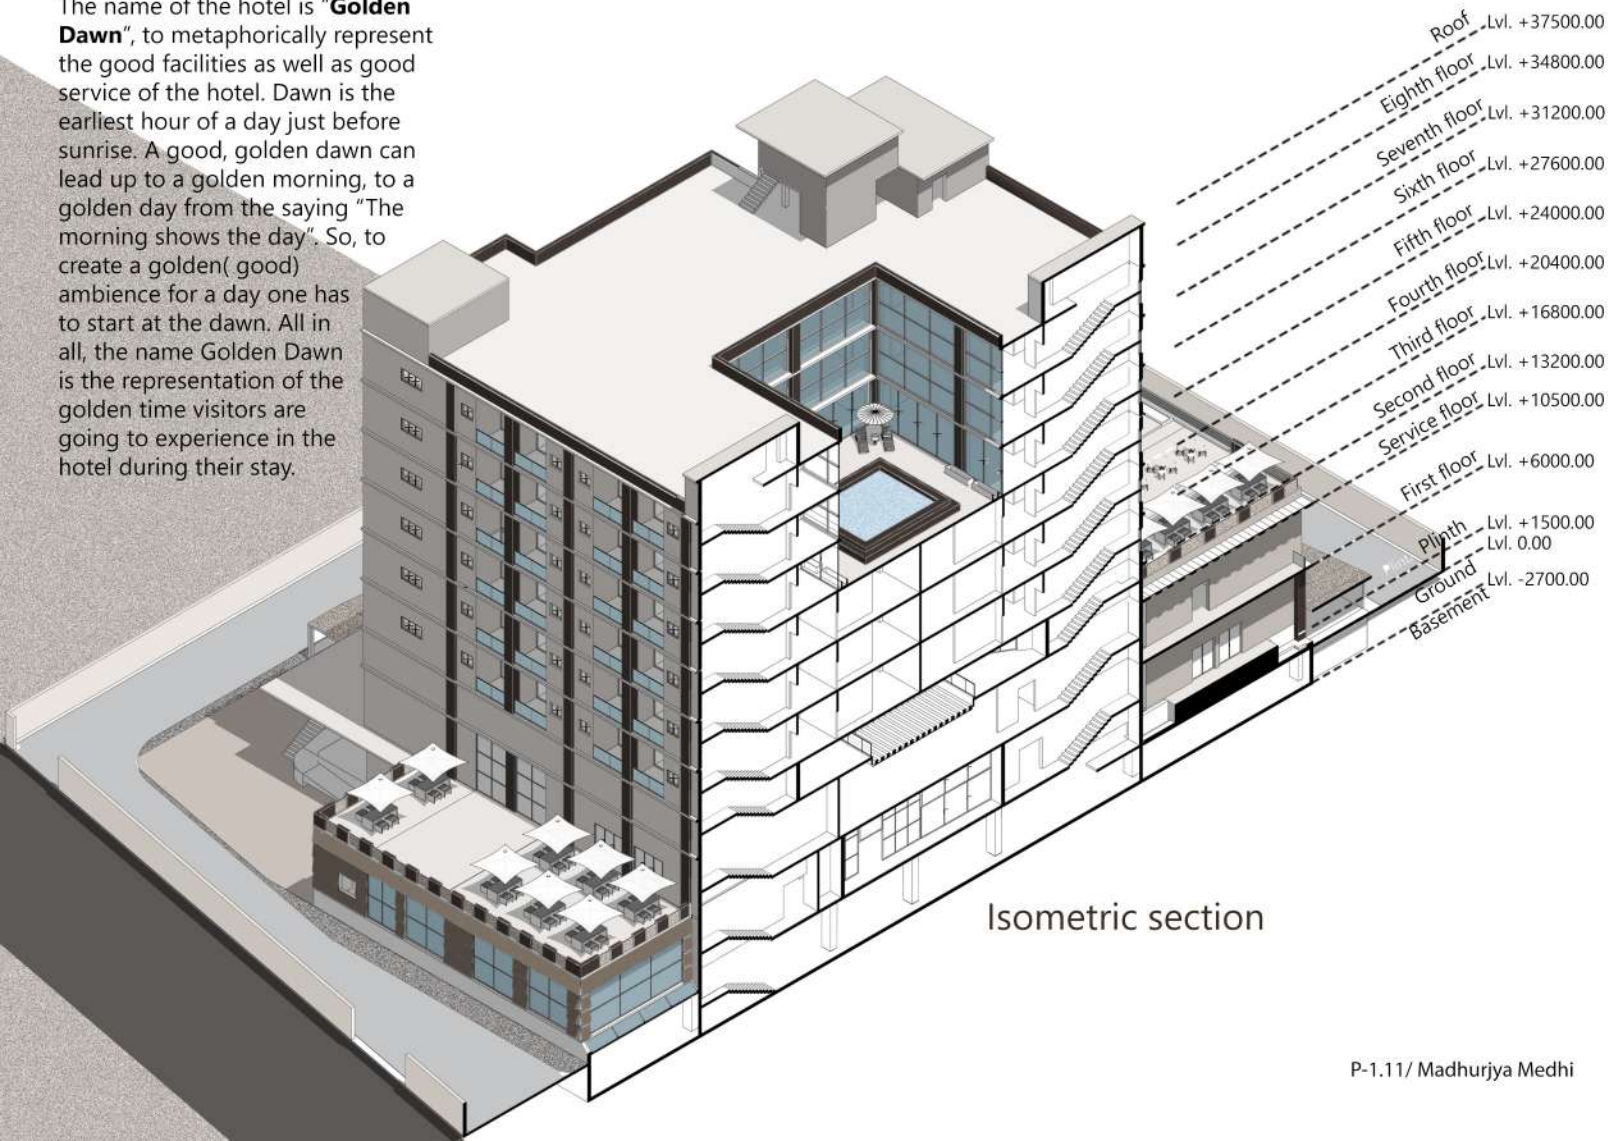 The name of the hotel is "Golden
Dawn", to metaphorically represent
the good facilities as well as good
service of the hotel. Dawn is the
earliest hour of a day just before
sunrise. A good, golden dawn can
lead up to a golden morning, to a
golden day from the saying "The
morning shows the day". So, to
create a golden( good)
ambience for a day one has
to start at the dawn. All in
all, the name Golden Dawn
is the representation of the
golden time visitors are
going to experience in the
hotel during their stay.
Roof Lvl. +37500.00
Eighth floor Lvl. +34800.00
Seventh floor Lvl. +31200.00
Sixth floor Lvl. +27600.00
Fifth floor Lvl. +24000.00
Fourth floor Lvl. +20400.00
Third floor Lvl. +16800.00
Second floor Lvl. +13200.00
Service floor Lvl. +10500.00
First floor Lvl. +6000.00
Plinth Lvl. +1500.00
Ground Lvl. 0.00
Basement Lvl. -2700.00
Isometric section
P-1.11/ Madhurjya Medhi